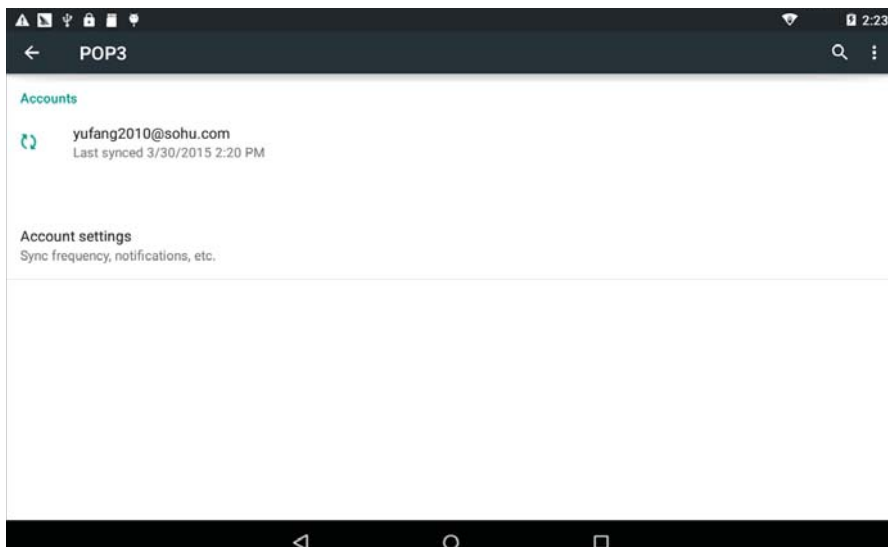 2:23
POP3
Accounts
yufang2010@sohu.com
Last synced 3/30/2015 2:20 PM
Account settings
Sync frequency, notifications, etc.